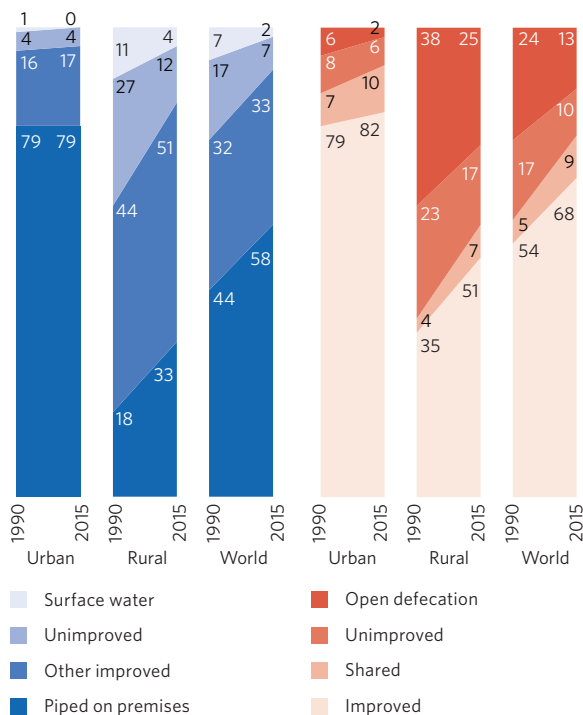 1 0 4 2 6 2 38 25 24 13
4 4 11 12 7 7 8 6
16 17 27 17 7 10 10
79 79 51 33 79 82 17 9
44 32 23 17 68
58 7 5
44 4 51 54
33 35
18
1990 2015 1990 2015 1990 2015 1990 2015 1990 2015 1990 2015
Urban Rural World Urban Rural World
Surface water
Unimproved
Other improved
Piped on premises
Open defecation
Unimproved
Shared
Improved